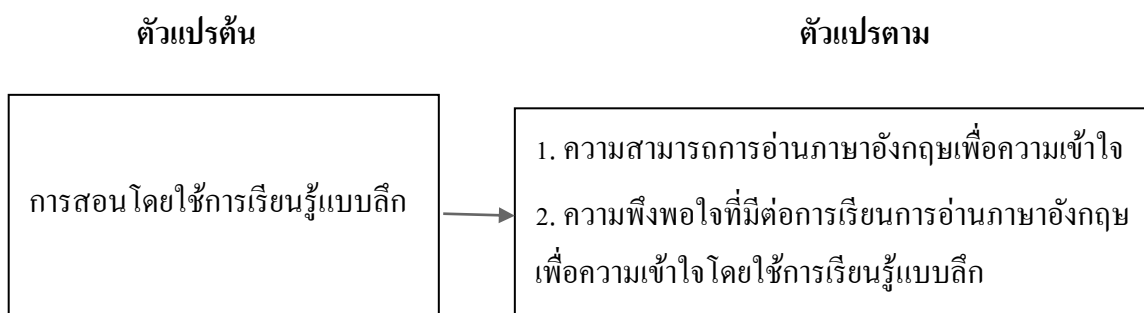 ตัวแปรต้น
ตัวแปรตาม
การสอนโดยใช้การเรียนรู้แบบลึก
1. ความสามารถการอ่านภาษาอังกฤษเพื่อความเข้าใจ
2. ความพึงพอใจที่มีต่อการเรียนการอ่านภาษาอังกฤษ
เพื่อความเข้าใจโดยใช้การเรียนรู้แบบลึก